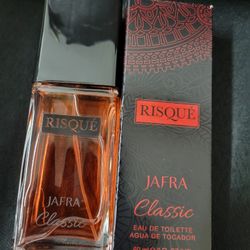 RISQUÉ
JAFRA
Classic
RISQUÉ
JAFRA
Classic
EAU DE TOILETTE
AGUA DE TOCADOR